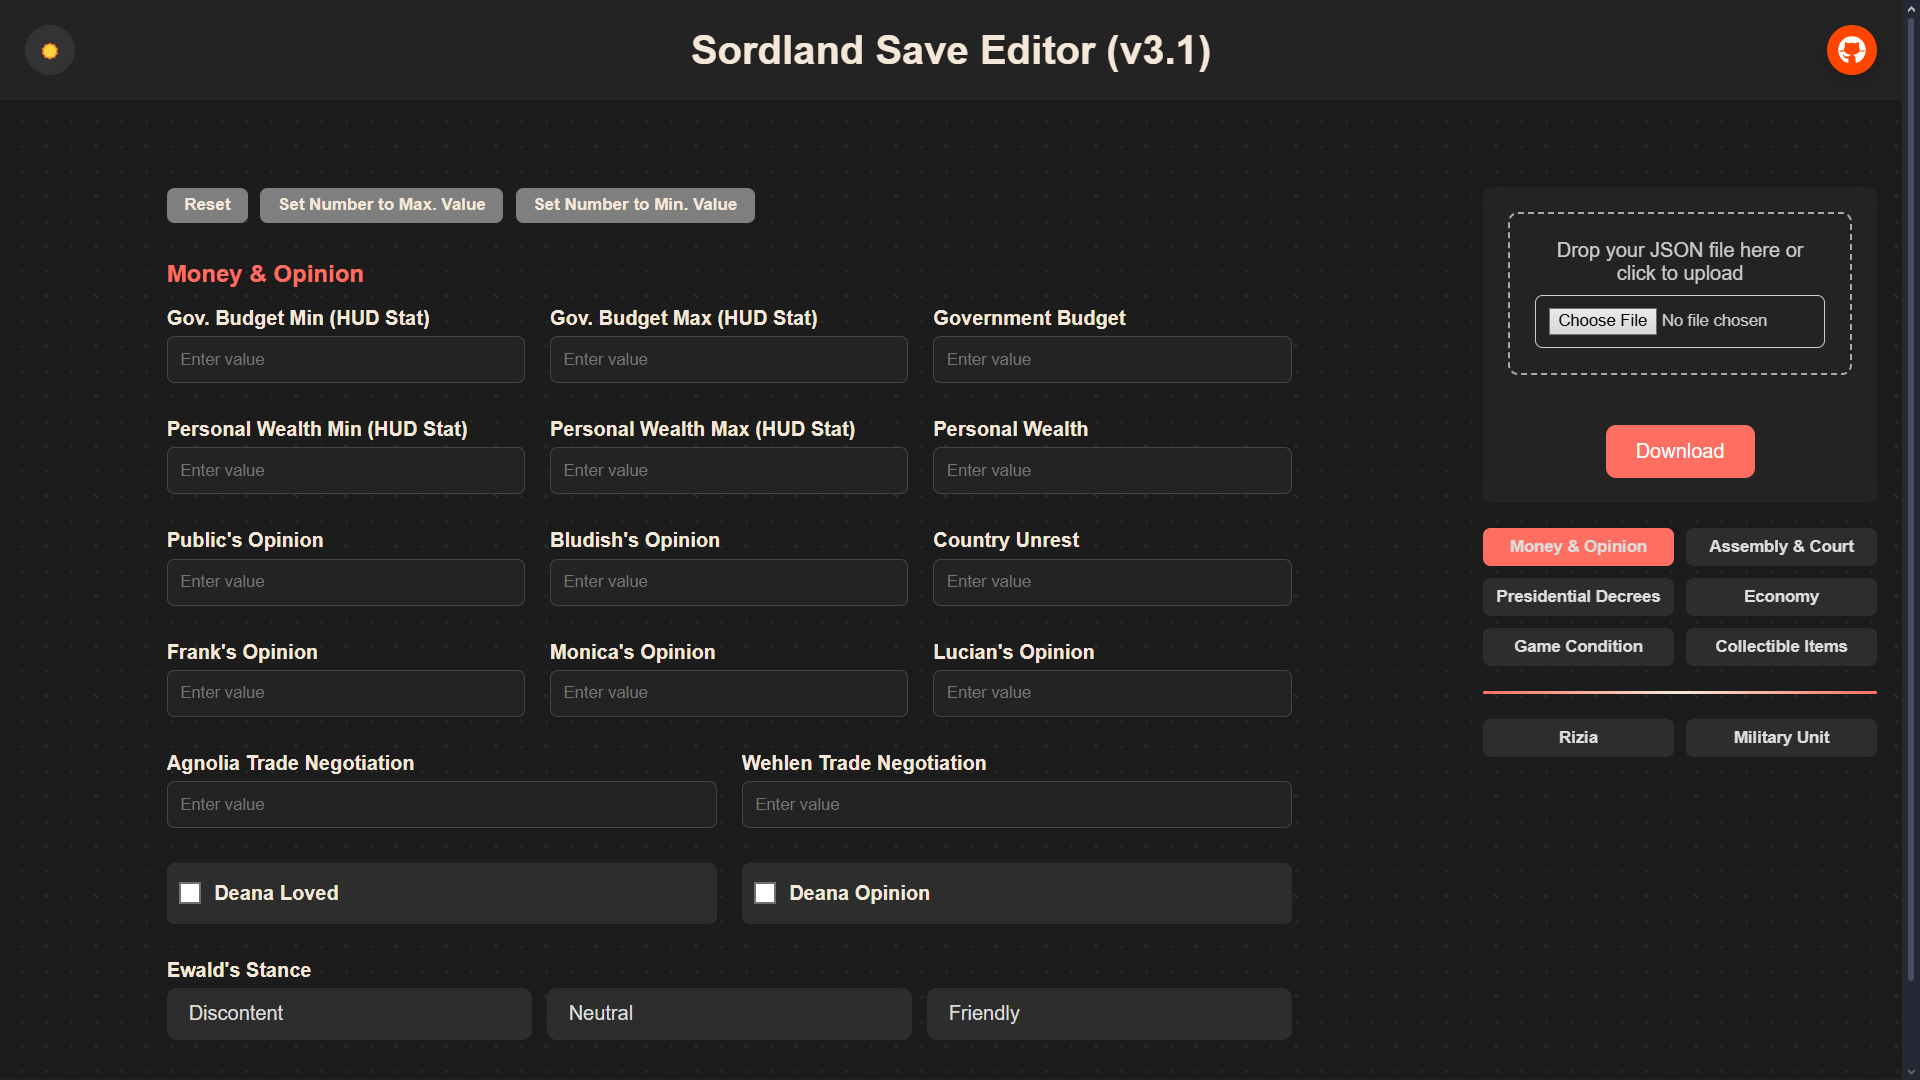 Sordland Save Editor (v3.1)
Reset
Set Number to Max. Value
Set Number to Min. Value
Money & Opinion
Gov. Budget Min (HUD Stat)
Gov. Budget Max (HUD Stat)
Government Budget
Enter value
Enter value
Enter value
Personal Wealth Min (HUD Stat)
Personal Wealth Max (HUD Stat)
Personal Wealth
Enter value
Enter value
Enter value
Public's Opinion
Bludish's Opinion
Country Unrest
Enter value
Enter value
Enter value
Frank's Opinion
Monica's Opinion
Lucian's Opinion
Enter value
Enter value
Enter value
Agnolia Trade Negotiation
Wehlen Trade Negotiation
Enter value
Enter value
Deana Loved
Deana Opinion
Ewald's Stance
Discontent
Neutral
Friendly
Drop your JSON file here or
click to upload
Choose File No file chosen
Download
Money & Opinion
Assembly & Court
Presidential Decrees
Economy
Game Condition
Collectible Items
Rizia
Military Unit